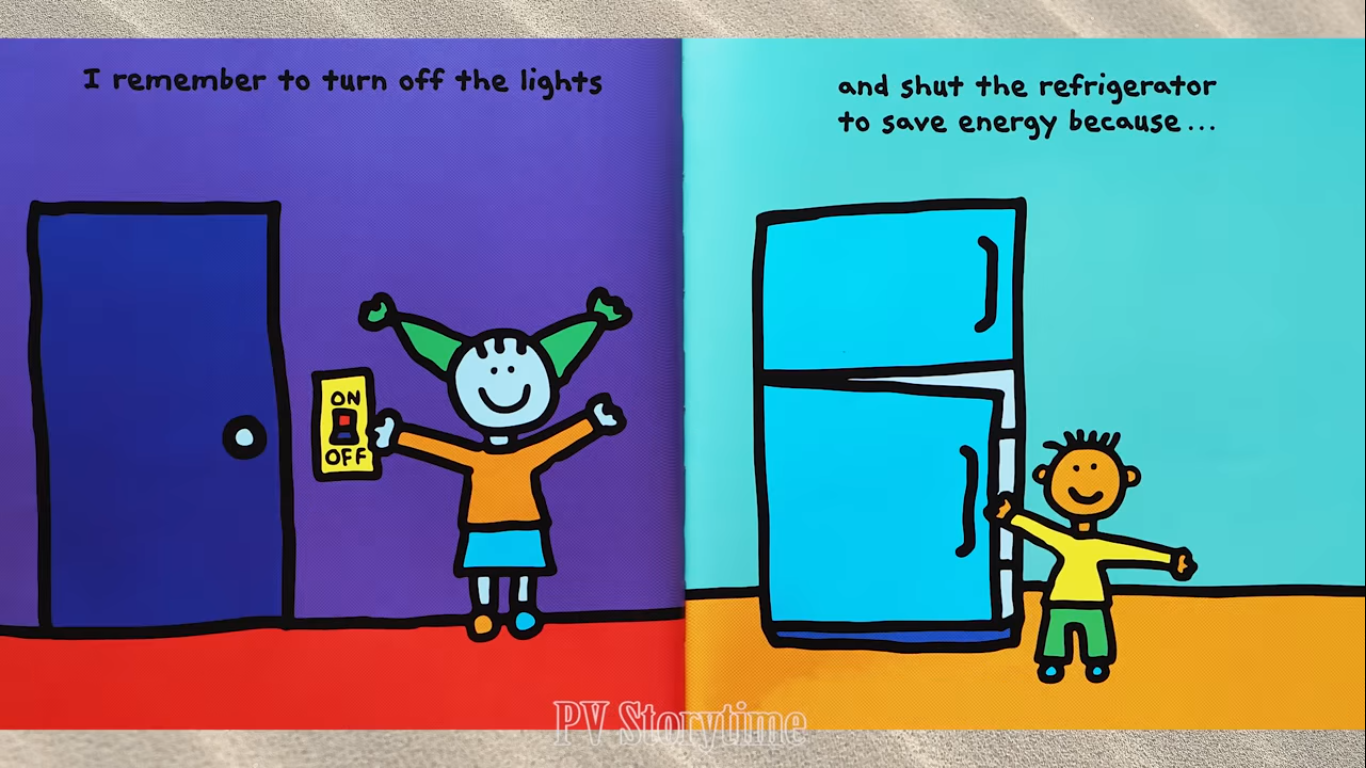 I remember to turn off the lights
and shut the refrigerator
to save energy because...
ON
OFF
PV Storytime